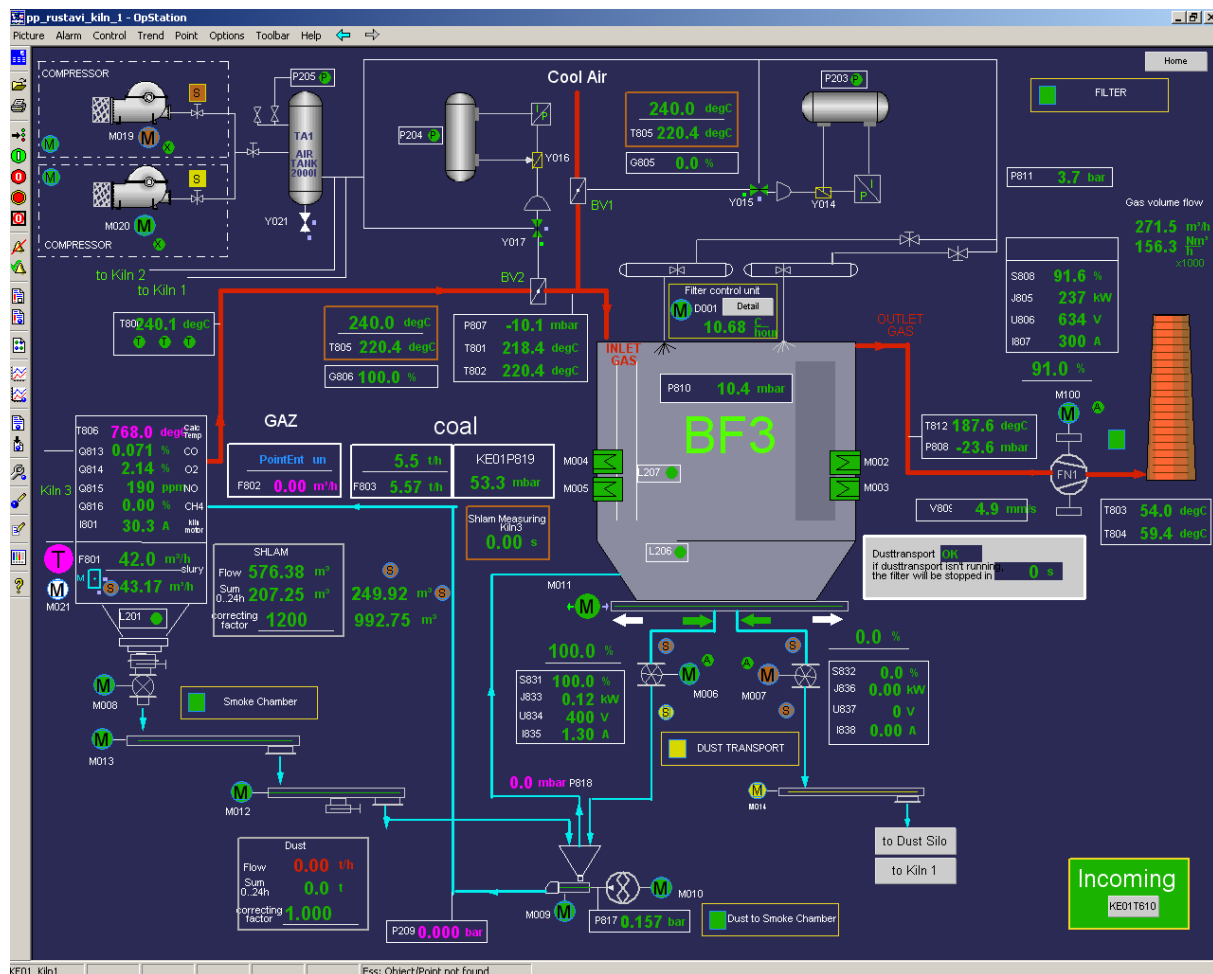 pp_rustavi_kiln_1 - OpStation
Picture Alarm Control Trend Point Options Toolbar Help
Home
COMPRESSOR
S
M019
M
X
M
P205 P
TA1
AIR
TANK
2000l
Y021
M
S
M020
M
X
COMPRESSOR
to Kiln 2
to Kiln 1
P204 P
I
P
Y016
Y017
BV2
Cool Air
BV1
240.0 degC
T805 220.4 degC
G805 0.0 %
P203 P
Y015
Y014
P
I
FILTER
P811 3.7 bar
Gas volume flow
271.5 m³/h
156.3 Nm³
h
x1000
S808 91.6 %
J805 237 kW
U806 634 V
I807 300 A
91.0 %
M100
M
A
240.1 degC
T T T
240.0 degC
T805 220.4 degC
G806 100.0 %
P807 -10.1 mbar
T801 218.4 degC
T802 220.4 degC
Filter control unit
M D001 Detail
10.68 C
hour
INLET
GAS
OUTLET
GAS
P810 10.4 mbar
BF3
T812 187.6 degC
P808 -23.6 mbar
FN1
4.9 mm/s
T803 54.0 degC
T804 59.4 degC
T806 768.0 degC Calc
Temp
Q813 0.071 % CO
Q814 2.14 % O2
Q815 190 ppm NO
Q816 0.00 % CH4
I801 30.3 A kiln
motor
Kiln 3
F801 42.0 m³/h
slury
M S 43.17 m³/h
T
M
M021
L201
GAZ
PointEnt un
F802 0.00 m³/h
coal
5.5 t/h
F803 5.57 t/h
KE01P819
53.3 mbar
Shlam Measuring
Kiln3
0.00 s
M004
M005
L207
M002
M003
L206
SHLAM
Flow 576.38 m³
Sum
0..24h 207.25 m³
correcting
factor 1200
S
249.92 m³ S
992.75 m³
Dusttransport OK
if dusttransport isn't running,
the filter will be stopped in 0 s
M011
M
M
M008
Smoke Chamber
M
M013
M
M012
100.0 %
S831 100.0 %
J833 0.12 kW
U834 400 V
I835 1.30 A
S
M
A
M006
S
A
M
M007
S
S
0.0 %
S832 0.0 %
J836 0.00 kW
U837 0 V
I838 0.00 A
DUST TRANSPORT
0.0 mbar P818
M
M014
to Dust Silo
to Kiln 1
Dust
Flow 0.00 t/h
Sum
0..24h 0.0 t
correcting
factor 1.000
P209 0.000 bar
M009 M
M M010
P817 0.157 bar
Dust to Smoke Chamber
Incoming
KE01T610
KE01 Kiln1
Ess: Object/Point not found